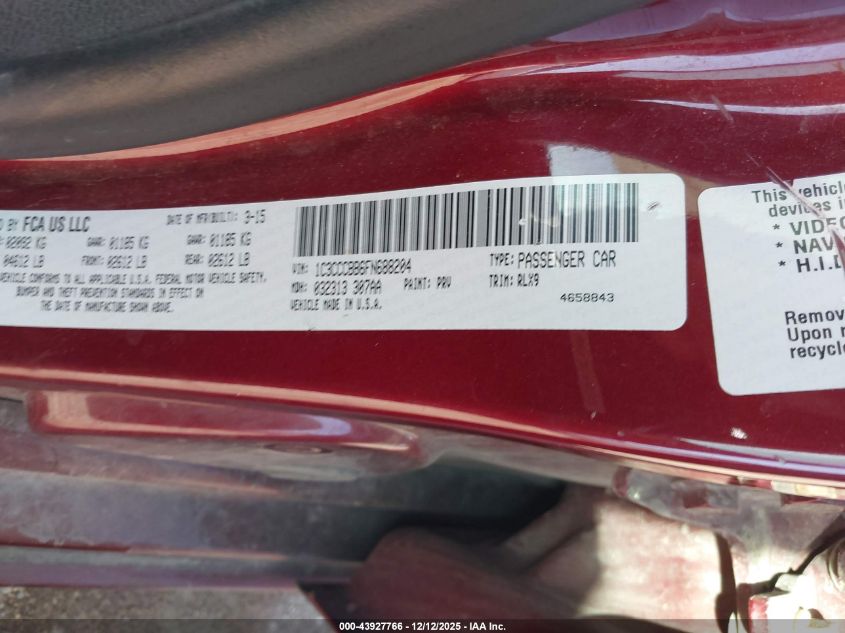 D BY FCA US LLC
DATE OF MFR(BUILT): 3-15
: 02092 KG GAWR: 01185 KG GAWR: 01185 KG
04612 LB FRONT: 02612 LB REAR: 02612 LB
VEHICLE CONFORMS TO ALL APPLICABLE U.S.A. FEDERAL MOTOR VEHICLE SAFETY,
BUMPER AND THEFT PREVENTION STANDARDS IN EFFECT ON
THE DATE OF MANUFACTURE SHOWN ABOVE.
VIN: 1C3CCCBB6FN688204 TYPE: PASSENGER CAR
MDH: 032313 307AA PAINT: PRV TRIM: RLX9
VEHICLE MADE IN U.S.A.
4658843
This vehicle
devices in
* VIDEO
* NAV
* H.I.D
Remov
Upon r
recycle
000-43927766 - 12/12/2025 - IAA Inc.